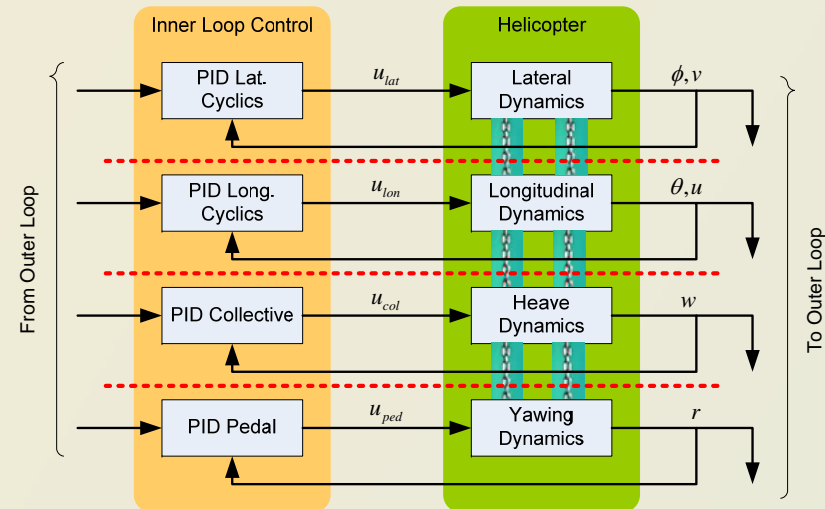 Inner Loop Control
Helicopter
From Outer Loop
PID Lat.
Cyclics
u_lat
Lateral
Dynamics
ϕ, v
PID Long.
Cyclics
u_lon
Longitudinal
Dynamics
θ, u
PID Collective
u_col
Heave
Dynamics
w
PID Pedal
u_ped
Yawing
Dynamics
r
To Outer Loop